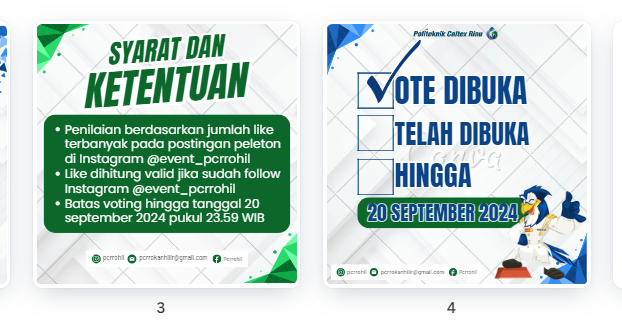 SYARAT DAN
KETENTUAN
• Penilaian berdasarkan jumlah like
terbanyak pada postingan peleton
di Instagram @event_pcrrohil
• Like dihitung valid jika sudah follow
Instagram @event_pcrrohil
• Batas voting hingga tanggal 20
september 2024 pukul 23.59 WIB
pcrrohil pcrrokanhilir@gmail.com Pcrrohil
3
Politeknik Caltex Riau
VOTE DIBUKA
TELAH DIBUKA
HINGGA
Canva
20 SEPTEMBER 2024
pcrrohil pcrrokanhilir@gmail.com Pcrrohil
4